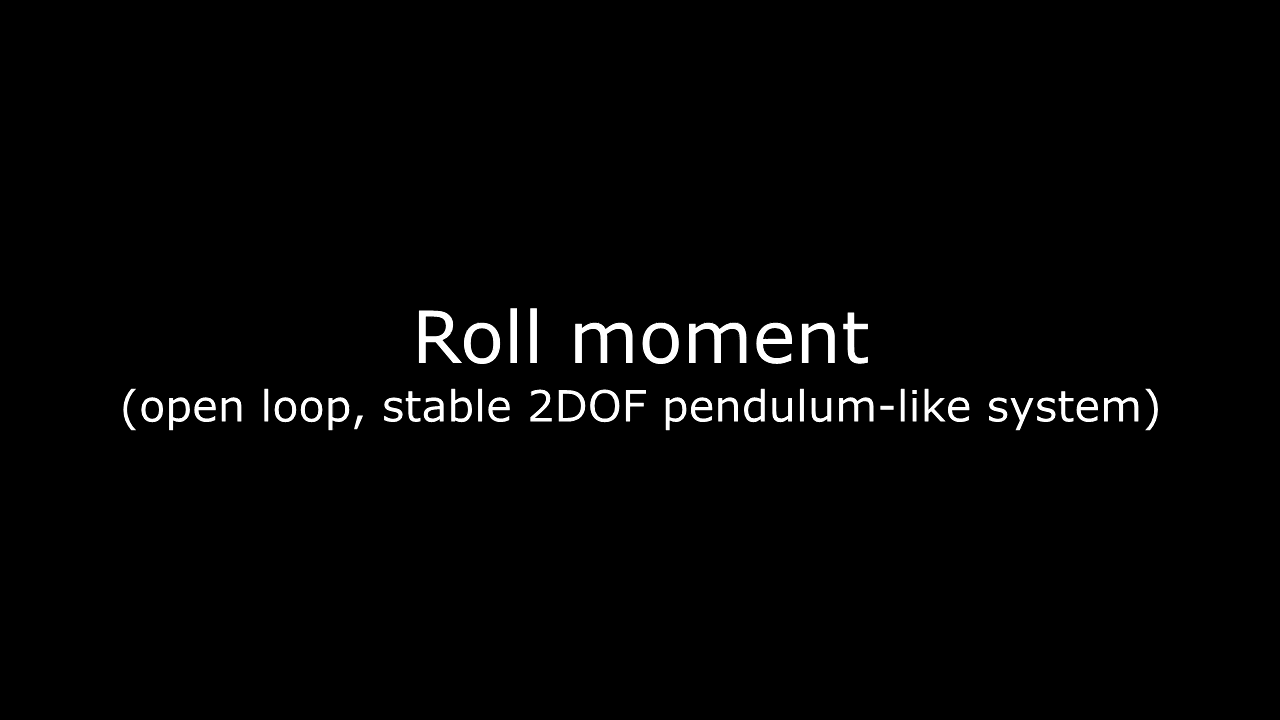 Roll moment
(open loop, stable 2DOF pendulum-like system)